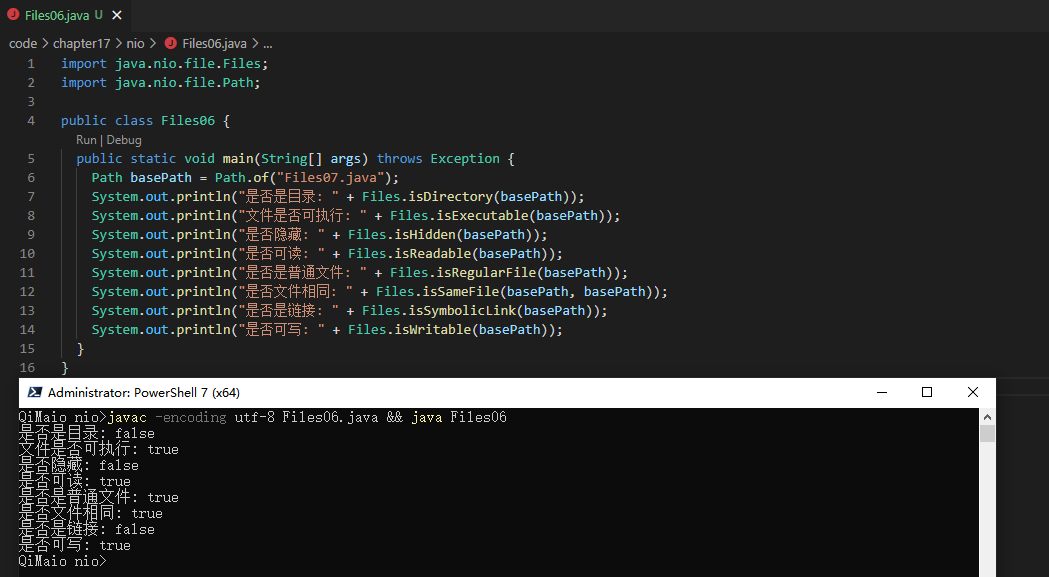 Files06.java U
code > chapter17 > nio > Files06.java > ...
1 import java.nio.file.Files;
2 import java.nio.file.Path;
3
4 public class Files06 {
Run | Debug
5 public static void main(String[] args) throws Exception {
6 Path basePath = Path.of("Files07.java");
7 System.out.println("是否是目录: " + Files.isDirectory(basePath));
8 System.out.println("文件是否可执行: " + Files.isExecutable(basePath));
9 System.out.println("是否隐藏: " + Files.isHidden(basePath));
10 System.out.println("是否可读: " + Files.isReadable(basePath));
11 System.out.println("是否是普通文件: " + Files.isRegularFile(basePath));
12 System.out.println("是否文件相同: " + Files.isSameFile(basePath, basePath));
13 System.out.println("是否是链接: " + Files.isSymbolicLink(basePath));
14 System.out.println("是否可写: " + Files.isWritable(basePath));
15 }
16 }
Administrator: PowerShell 7 (x64)
QiMaio nio>javac -encoding utf-8 Files06.java && java Files06
是否是目录: false
文件是否可执行: true
是否隐藏: false
是否可读: true
是否是普通文件: true
是否文件相同: true
是否是链接: false
是否可写: true
QiMaio nio>